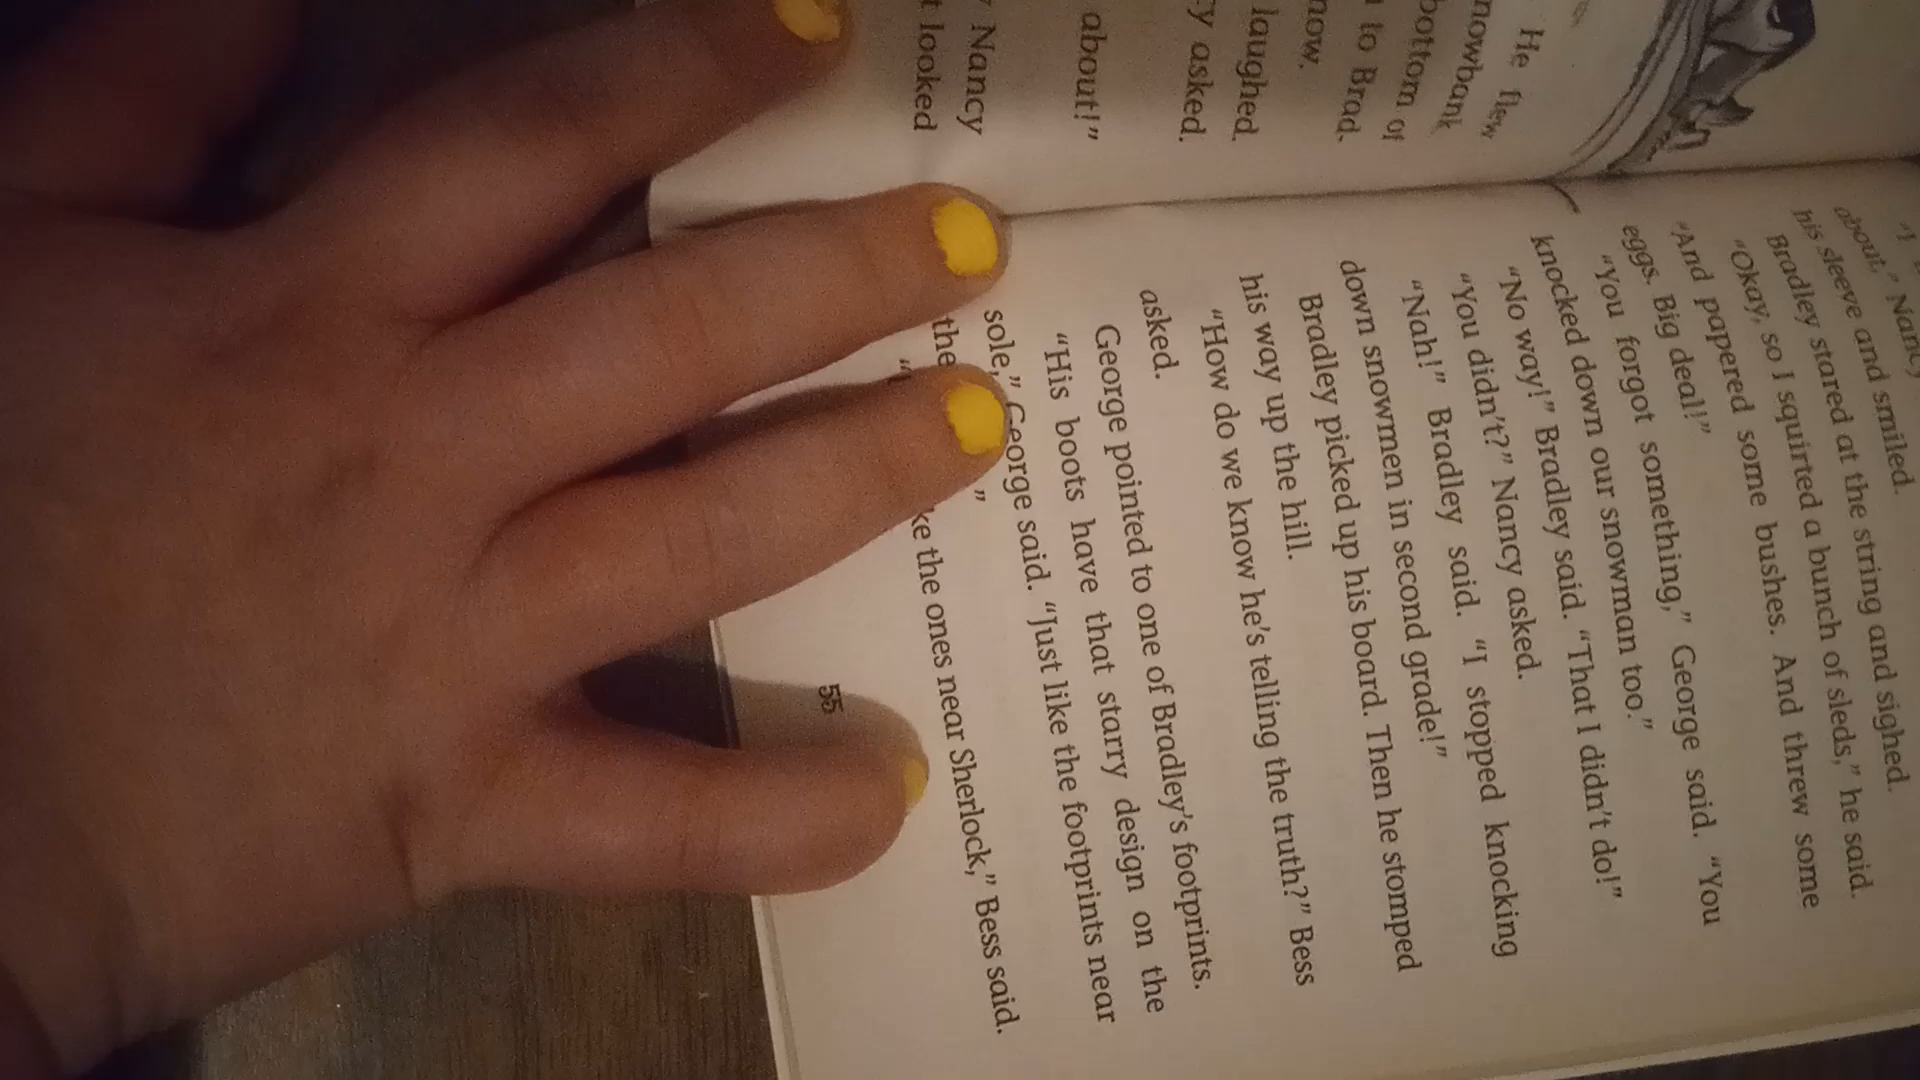 He flew
nowbank
bottom of
to Brad-
now.
laughed.
y asked.
about!"
Nancy
t looked
about," Nancy
his sleeve and smiled.
Bradley stared at the string and sighed.
"Okay, so I squirted a bunch of sleds," he said.
"And papered some bushes. And threw some
eggs. Big deal!"
"You forgot something," George said. "You
knocked down our snowman too."
"No way!" Bradley said. "That I didn't do!"
"You didn't?" Nancy asked.
"Nah!" Bradley said. "I stopped knocking
down snowmen in second grade!"
Bradley picked up his board. Then he stomped
his way up the hill.
"How do we know he's telling the truth?" Bess
asked.
George pointed to one of Bradley's footprints.
"His boots have that starry design on the
sole," George said. "Just like the footprints near
the "
ke the ones near Sherlock," Bess said.
55